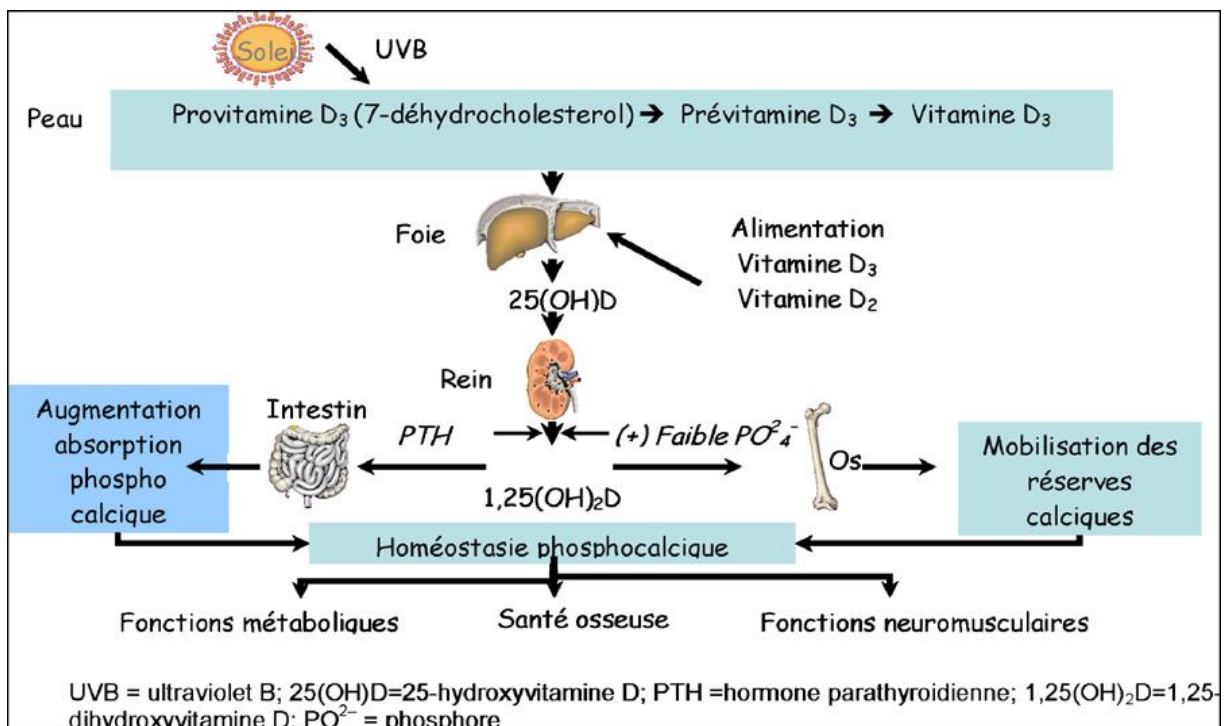 Soleil
UVB
Peau
Provitamine D₃ (7-déhydrocholesterol) → Prévitamine D₃ → Vitamine D₃
Foie
Alimentation
Vitamine D₃
Vitamine D₂
25(OH)D
Rein
Augmentation
absorption
phospho
calcique
Intestin
PTH
(+) Faible PO²₄⁻
Os
Mobilisation des
réserves
calciques
1,25(OH)₂D
Homéostasie phosphocalcique
Fonctions métaboliques
Santé osseuse
Fonctions neuromusculaires
UVB = ultraviolet B; 25(OH)D=25-hydroxyvitamine D; PTH =hormone parathyroidienne; 1,25(OH)₂D=1,25-
dihydroxyvitamine D; PO²⁻ = phosphore